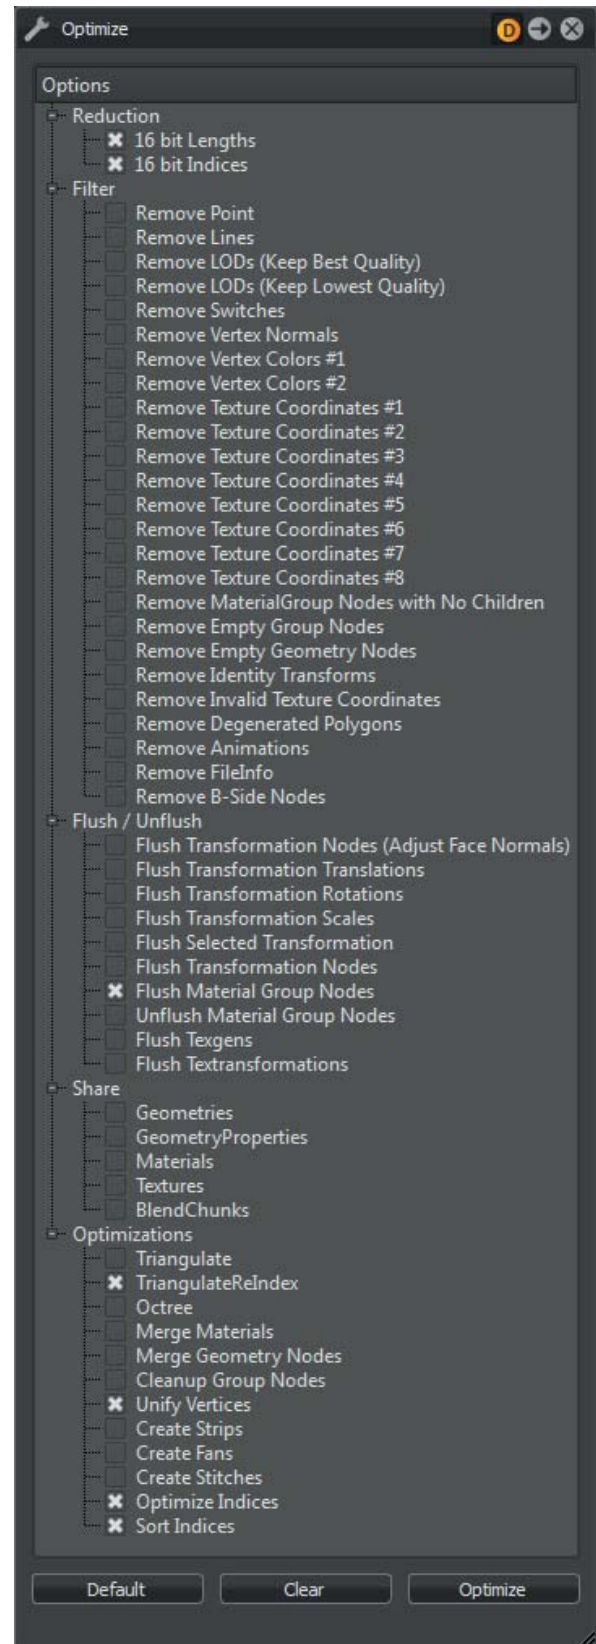 Optimize
D
Options
Reduction
16 bit Lengths
16 bit Indices
Filter
Remove Point
Remove Lines
Remove LODs (Keep Best Quality)
Remove LODs (Keep Lowest Quality)
Remove Switches
Remove Vertex Normals
Remove Vertex Colors #1
Remove Vertex Colors #2
Remove Texture Coordinates #1
Remove Texture Coordinates #2
Remove Texture Coordinates #3
Remove Texture Coordinates #4
Remove Texture Coordinates #5
Remove Texture Coordinates #6
Remove Texture Coordinates #7
Remove Texture Coordinates #8
Remove MaterialGroup Nodes with No Children
Remove Empty Group Nodes
Remove Empty Geometry Nodes
Remove Identity Transforms
Remove Invalid Texture Coordinates
Remove Degenerated Polygons
Remove Animations
Remove FileInfo
Remove B-Side Nodes
Flush / Unflush
Flush Transformation Nodes (Adjust Face Normals)
Flush Transformation Translations
Flush Transformation Rotations
Flush Transformation Scales
Flush Selected Transformation
Flush Transformation Nodes
Flush Material Group Nodes
Unflush Material Group Nodes
Flush Texgens
Flush Textransformations
Share
Geometries
GeometryProperties
Materials
Textures
BlendChunks
Optimizations
Triangulate
TriangulateReIndex
Octree
Merge Materials
Merge Geometry Nodes
Cleanup Group Nodes
Unify Vertices
Create Strips
Create Fans
Create Stitches
Optimize Indices
Sort Indices
Default Clear Optimize